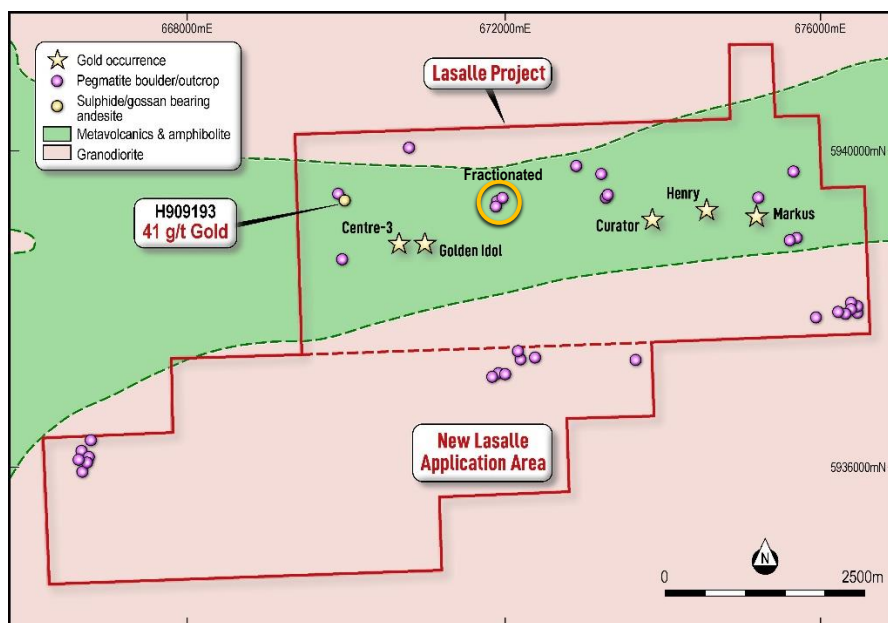 668000mE
672000mE
676000mE
Gold occurrence
Pegmatite boulder/outcrop
Sulphide/gossan bearing
andesite
Metavolcanics & amphibolite
Granodiorite
Lasalle Project
5940000mN
Fractionated
H909193
41 g/t Gold
Centre-3
Golden Idol
Curator
Henry
Markus
New Lasalle
Application Area
5936000mN
N
0
2500m